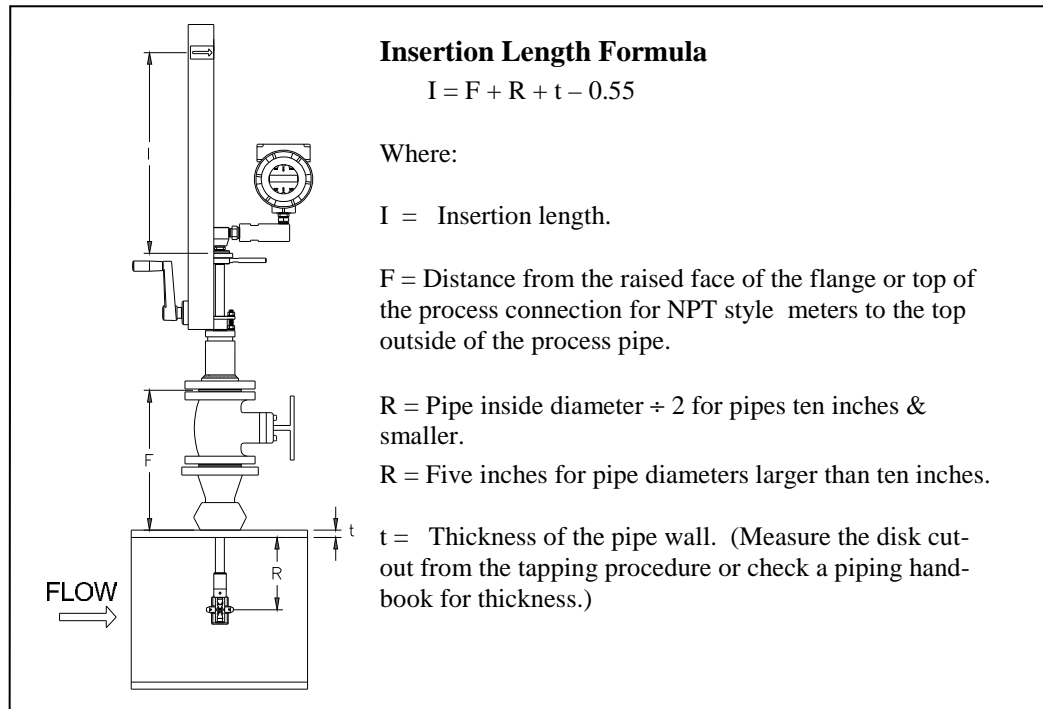 Insertion Length Formula
I = F + R + t – 0.55
Where:
I = Insertion length.
F = Distance from the raised face of the flange or top of
the process connection for NPT style meters to the top
outside of the process pipe.
R = Pipe inside diameter ÷ 2 for pipes ten inches &
smaller.
R = Five inches for pipe diameters larger than ten inches.
t = Thickness of the pipe wall. (Measure the disk cut-
out from the tapping procedure or check a piping hand-
book for thickness.)
I
F
t
R
FLOW